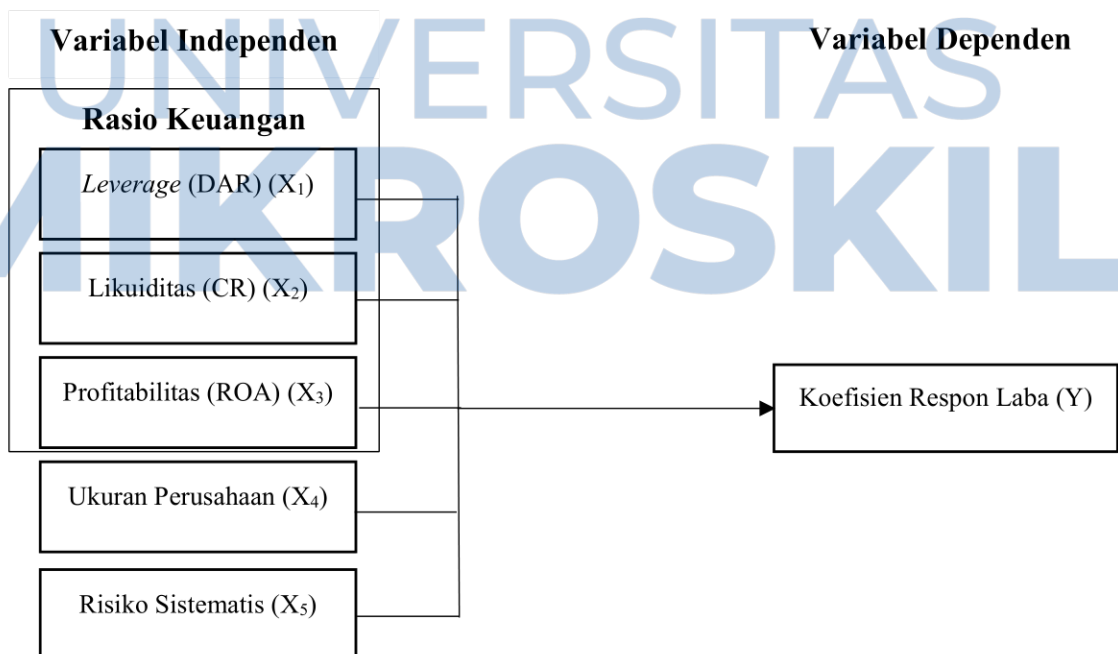 UNIVERSITAS
MIKROSKIL
Variabel Independen
Variabel Dependen
Rasio Keuangan
Leverage (DAR) (X₁)
Likuiditas (CR) (X₂)
Profitabilitas (ROA) (X₃)
Koefisien Respon Laba (Y)
Ukuran Perusahaan (X₄)
Risiko Sistematis (X₅)